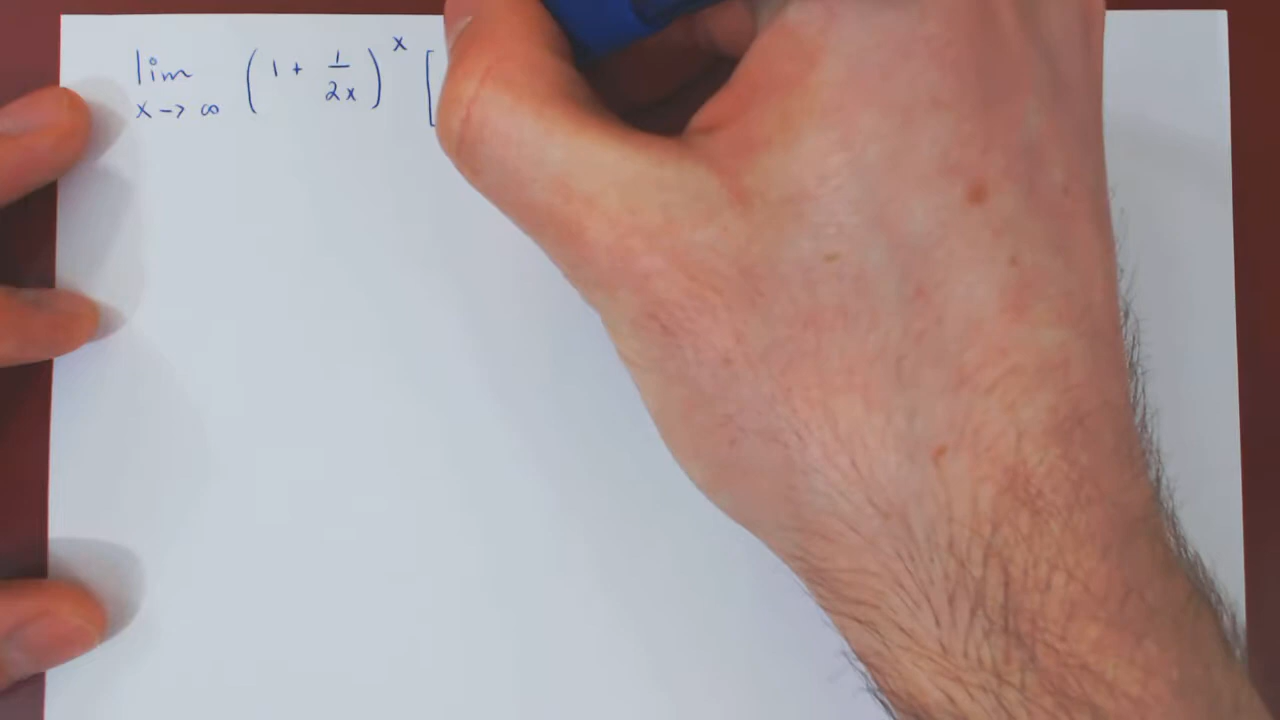 lim x→∞ (1 + 1/2x)^x [